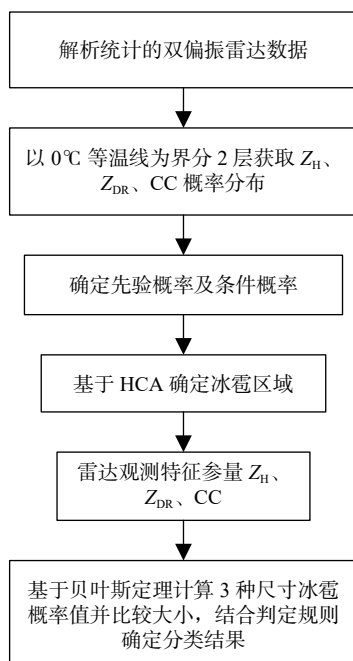 解析统计的双偏振雷达数据
以 0℃ 等温线为界分 2 层获取 Z_H、
Z_DR、CC 概率分布
确定先验概率及条件概率
基于 HCA 确定冰雹区域
雷达观测特征参量 Z_H、
Z_DR、CC
基于贝叶斯定理计算 3 种尺寸冰雹
概率值并比较大小，结合判定规则
确定分类结果